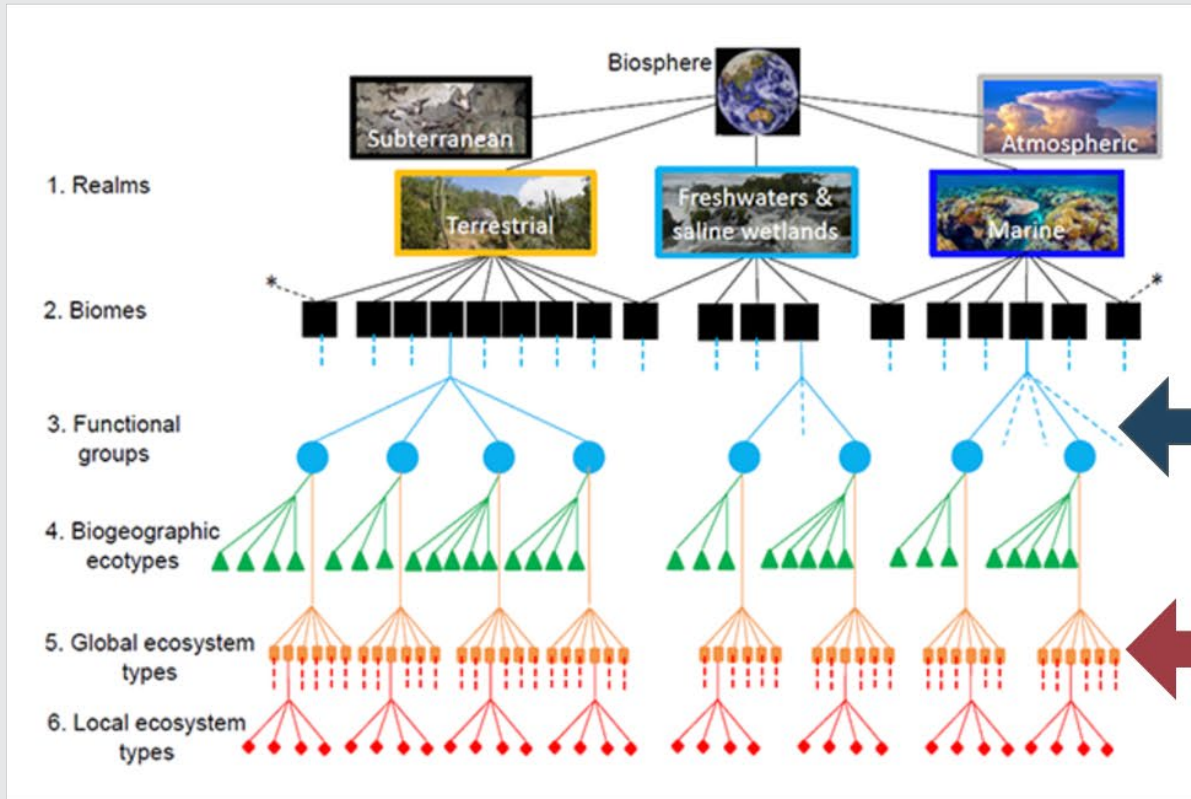 Biosphere
Subterranean
Atmospheric
1. Realms
Terrestrial
Freshwaters &
saline wetlands
Marine
*
*
2. Biomes
3. Functional
groups
4. Biogeographic
ecotypes
5. Global ecosystem
types
6. Local ecosystem
types